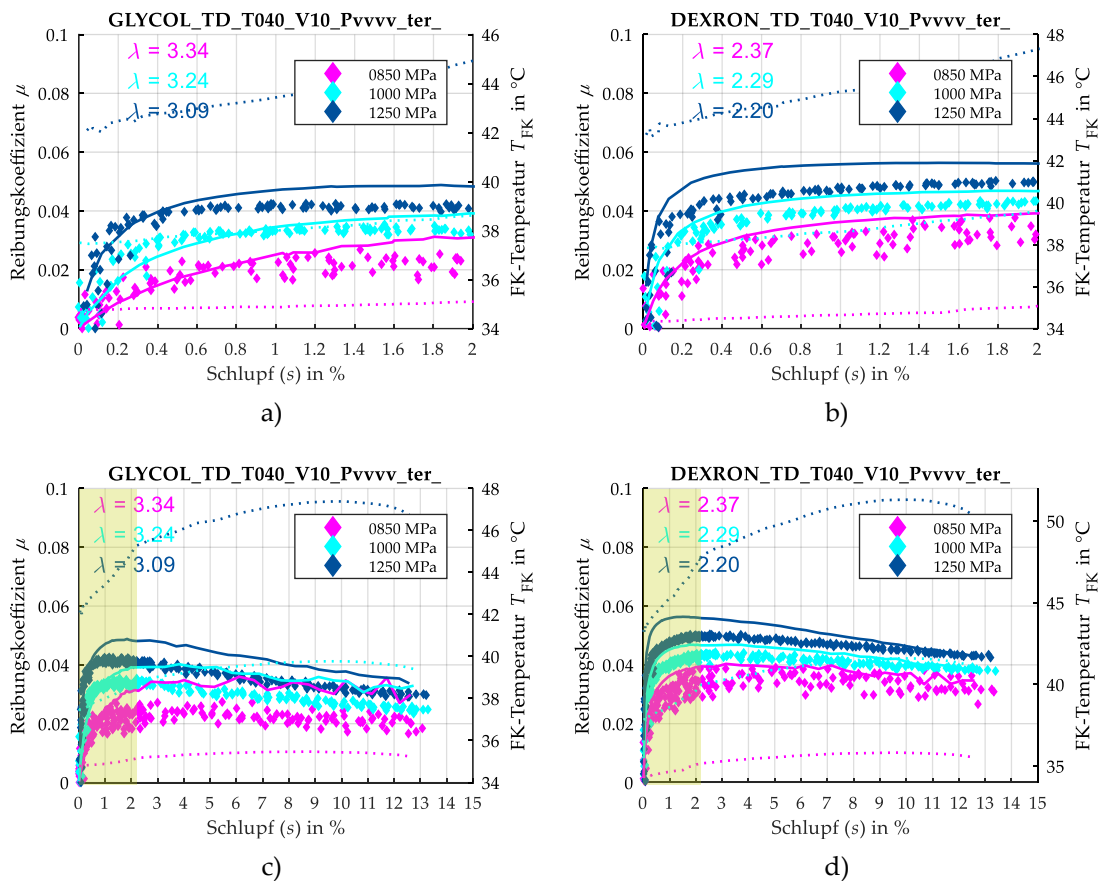 GLYCOL_TD_T040_V10_Pvvvv_ter_
λ = 3.34
λ = 3.24
λ = 3.09
0850 MPa
1000 MPa
1250 MPa
Reibungskoeffizient μ
0.1
0.08
0.06
0.04
0.02
0
46
44
42
40
38
36
34
FK-Temperatur T_FK in °C
0 0.2 0.4 0.6 0.8 1 1.2 1.4 1.6 1.8 2
Schlupf (s) in %
a)
DEXRON_TD_T040_V10_Pvvvv_ter_
λ = 2.37
λ = 2.29
λ = 2.20
0850 MPa
1000 MPa
1250 MPa
Reibungskoeffizient μ
0.1
0.08
0.06
0.04
0.02
0
48
46
44
42
40
38
36
34
FK-Temperatur T_FK in °C
0 0.2 0.4 0.6 0.8 1 1.2 1.4 1.6 1.8 2
Schlupf (s) in %
b)
GLYCOL_TD_T040_V10_Pvvvv_ter_
λ = 3.34
λ = 3.24
λ = 3.09
0850 MPa
1000 MPa
1250 MPa
Reibungskoeffizient μ
0.1
0.08
0.06
0.04
0.02
0
48
46
44
42
40
38
36
34
FK-Temperatur T_FK in °C
0 1 2 3 4 5 6 7 8 9 10 11 12 13 14 15
Schlupf (s) in %
c)
DEXRON_TD_T040_V10_Pvvvv_ter_
λ = 2.37
λ = 2.29
λ = 2.20
0850 MPa
1000 MPa
1250 MPa
Reibungskoeffizient μ
0.1
0.08
0.06
0.04
0.02
0
50
45
40
35
FK-Temperatur T_FK in °C
0 1 2 3 4 5 6 7 8 9 10 11 12 13 14 15
Schlupf (s) in %
d)